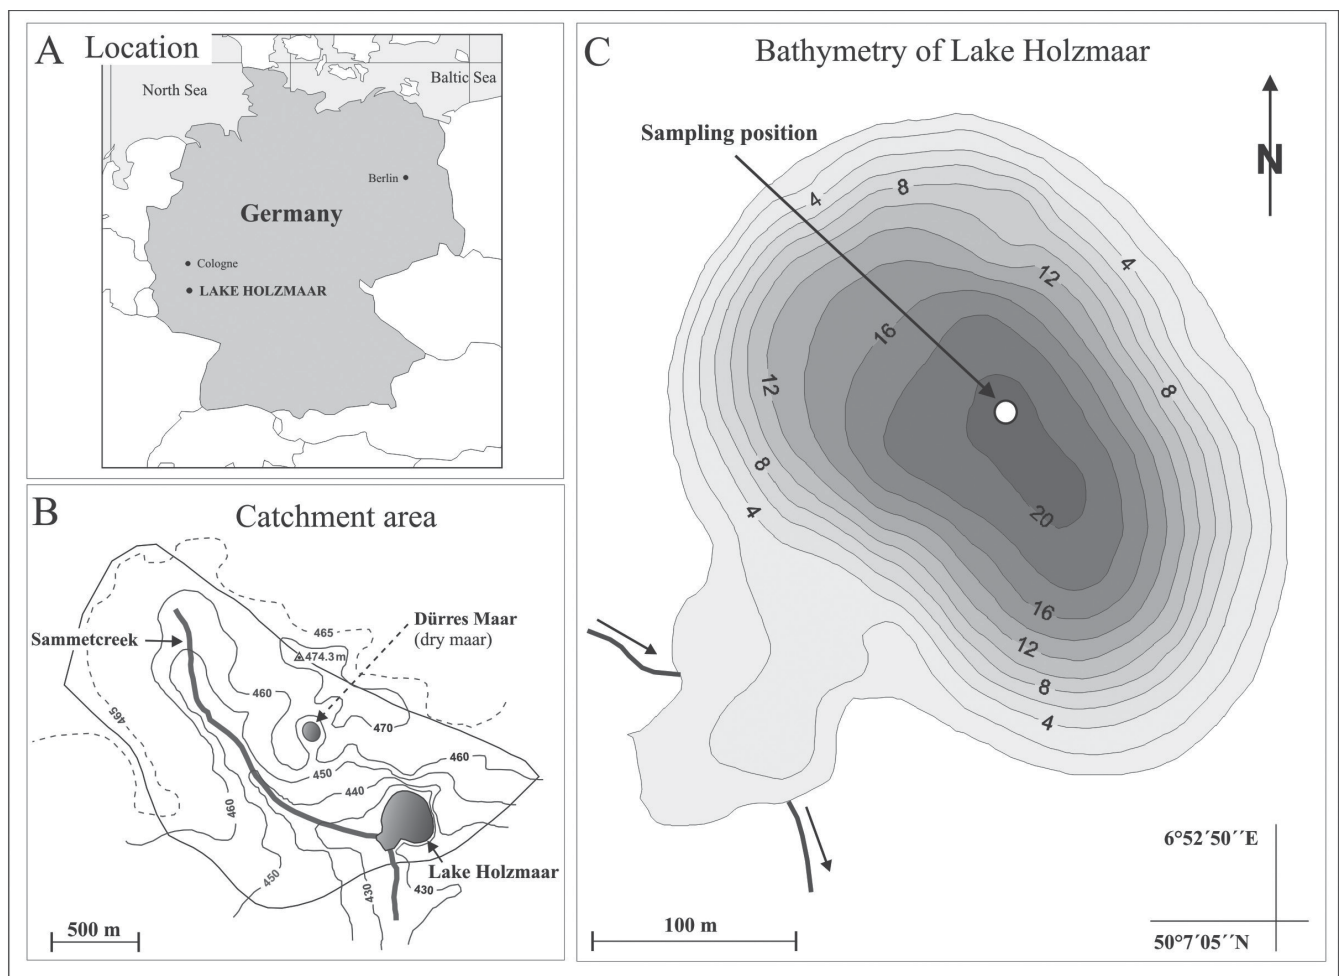 A Location
North Sea
Baltic Sea
Berlin
Germany
Cologne
LAKE HOLZMAAR
B
Catchment area
Sammetcreek
Dürres Maar
(dry maar)
465
474.3 m
460
470
465
460
450
440
460
450
430
430
Lake Holzmaar
500 m
C Bathymetry of Lake Holzmaar
N
Sampling position
4
8
4
12
16
12
8
8
4
20
16
12
8
4
100 m
6°52´50´´E
50°7´05´´N